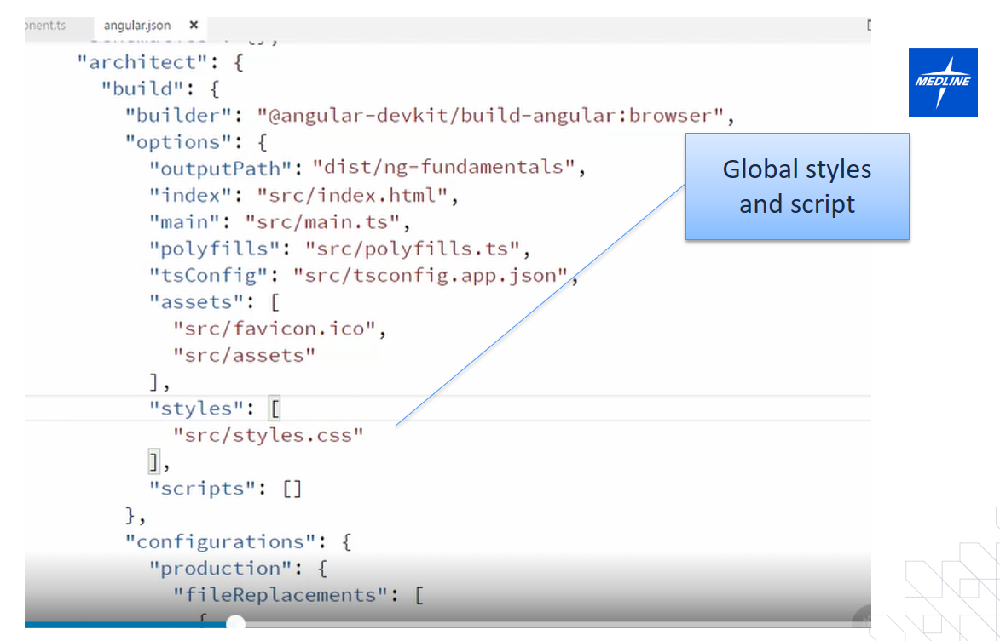 onent.ts angular.json ×
"architect": {
"build": {
"builder": "@angular-devkit/build-angular:browser",
"options": {
"outputPath": "dist/ng-fundamentals",
"index": "src/index.html",
"main": "src/main.ts",
"polyfills": "src/polyfills.ts",
"tsConfig": "src/tsconfig.app.json",
"assets": [
"src/favicon.ico",
"src/assets"
],
"styles": [
"src/styles.css"
],
"scripts": []
},
"configurations": {
"production": {
"fileReplacements": [
{
Global styles
and script
MEDLINE